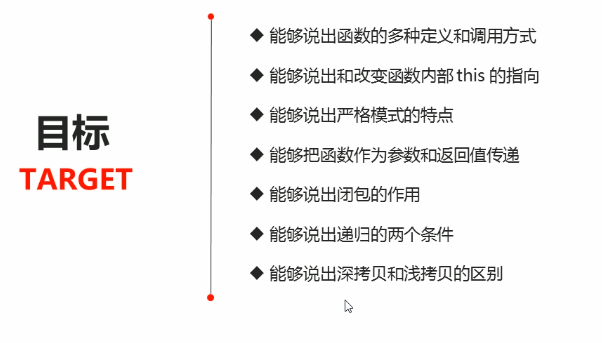 目标
TARGET
◆ 能够说出函数的多种定义和调用方式
◆ 能够说出和改变函数内部 this 的指向
◆ 能够说出严格模式的特点
◆ 能够把函数作为参数和返回值传递
◆ 能够说出闭包的作用
◆ 能够说出递归的两个条件
◆ 能够说出深拷贝和浅拷贝的区别